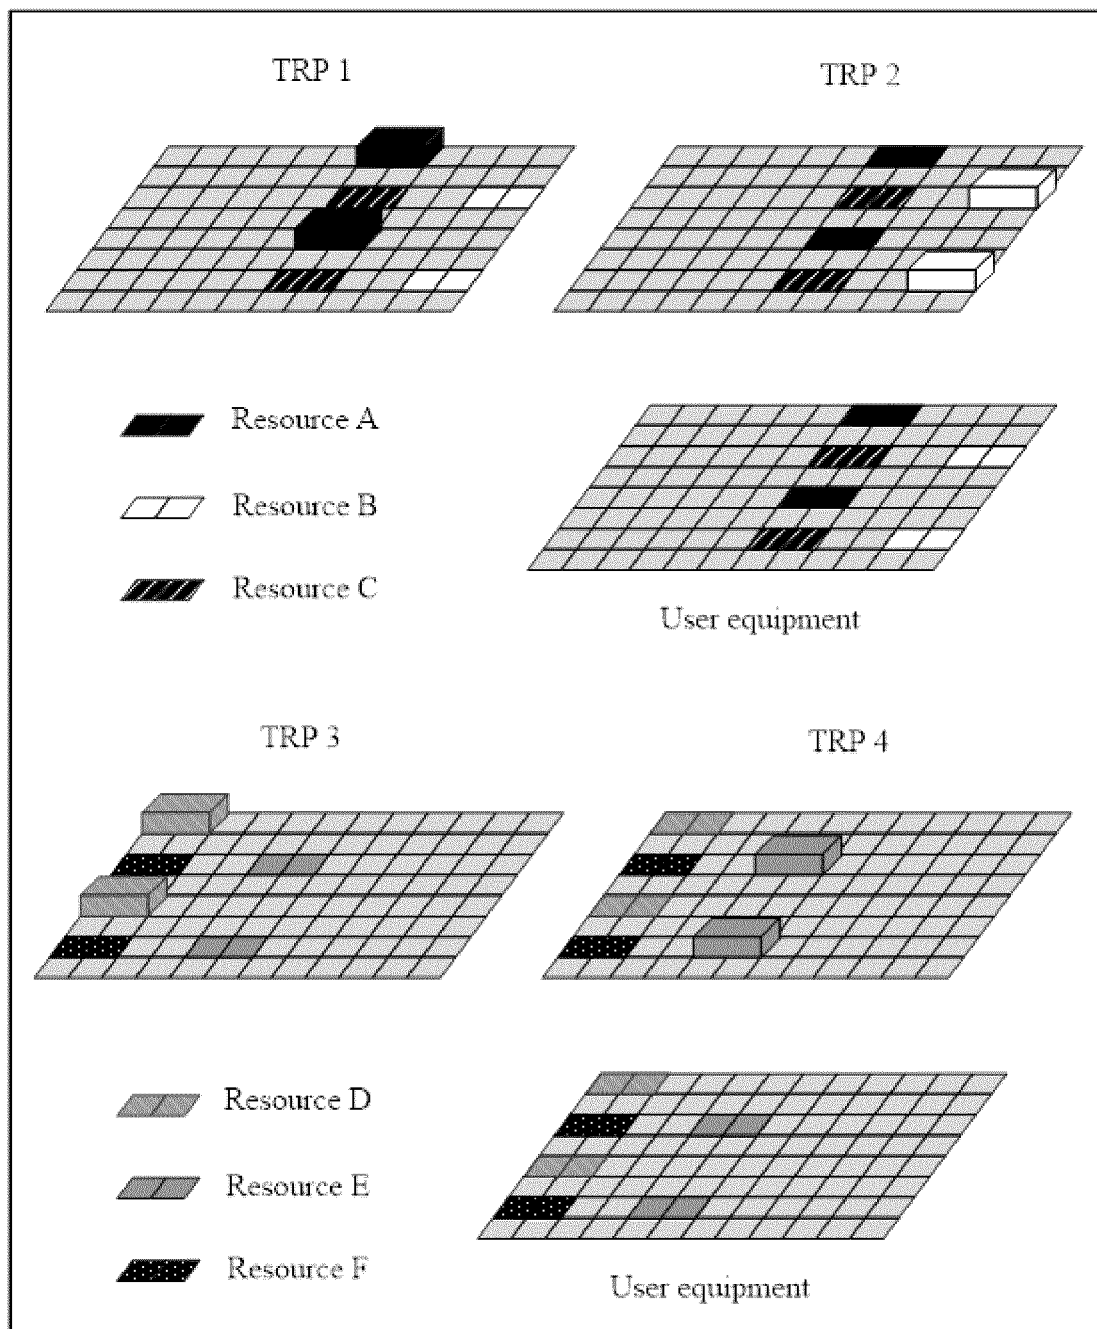 TRP 1
TRP 2
Resource A
Resource B
Resource C
User equipment
TRP 3
TRP 4
Resource D
Resource E
Resource F
User equipment